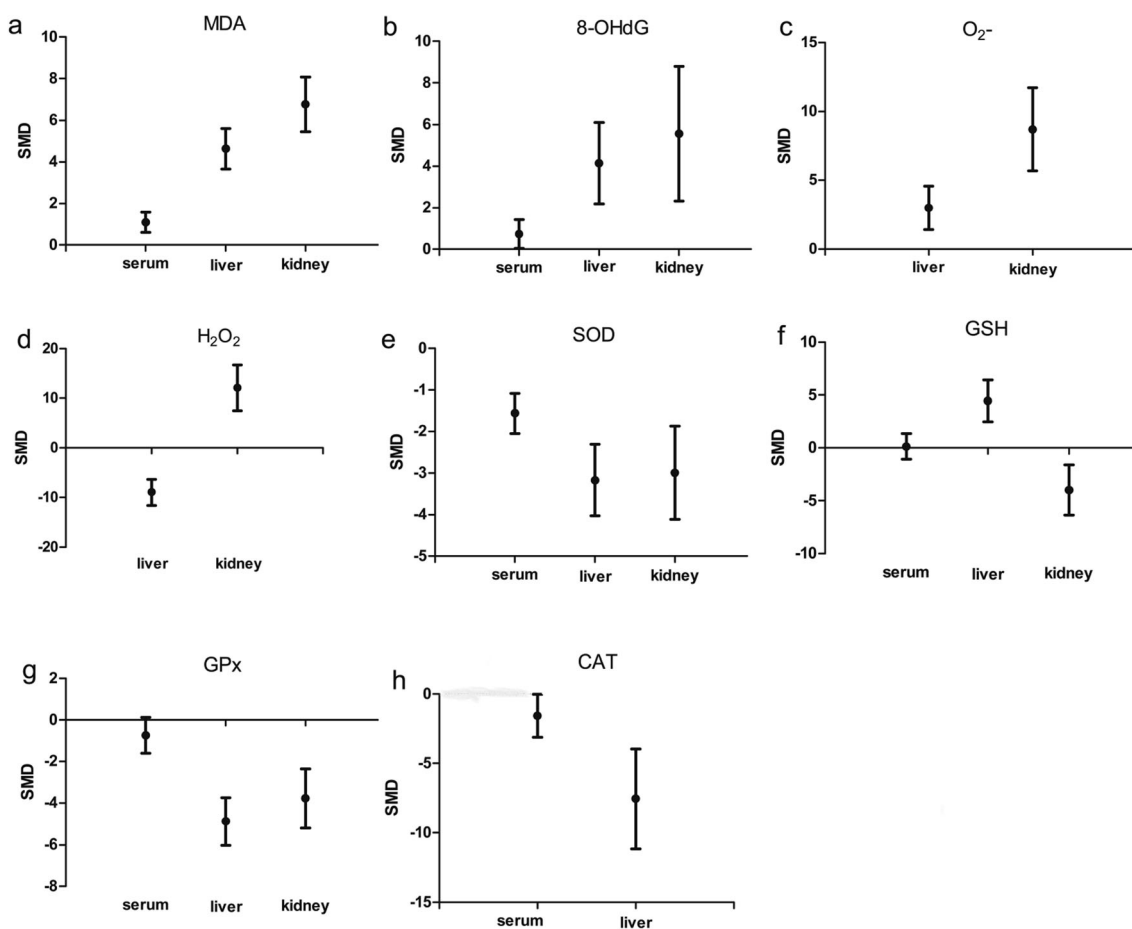 a
MDA
10
8
6
4
2
0
SMD
serum
liver
kidney
b
8-OHdG
10
8
6
4
2
0
SMD
serum
liver
kidney
c
O₂-
15
10
5
0
SMD
liver
kidney
d
H₂O₂
20
10
0
-10
-20
SMD
liver
kidney
e
SOD
0
-1
-2
-3
-4
-5
SMD
serum
liver
kidney
f
GSH
10
5
0
-5
-10
SMD
serum
liver
kidney
g
GPx
2
0
-2
-4
-6
-8
SMD
serum
liver
kidney
h
CAT
0
-5
-10
-15
SMD
serum
liver